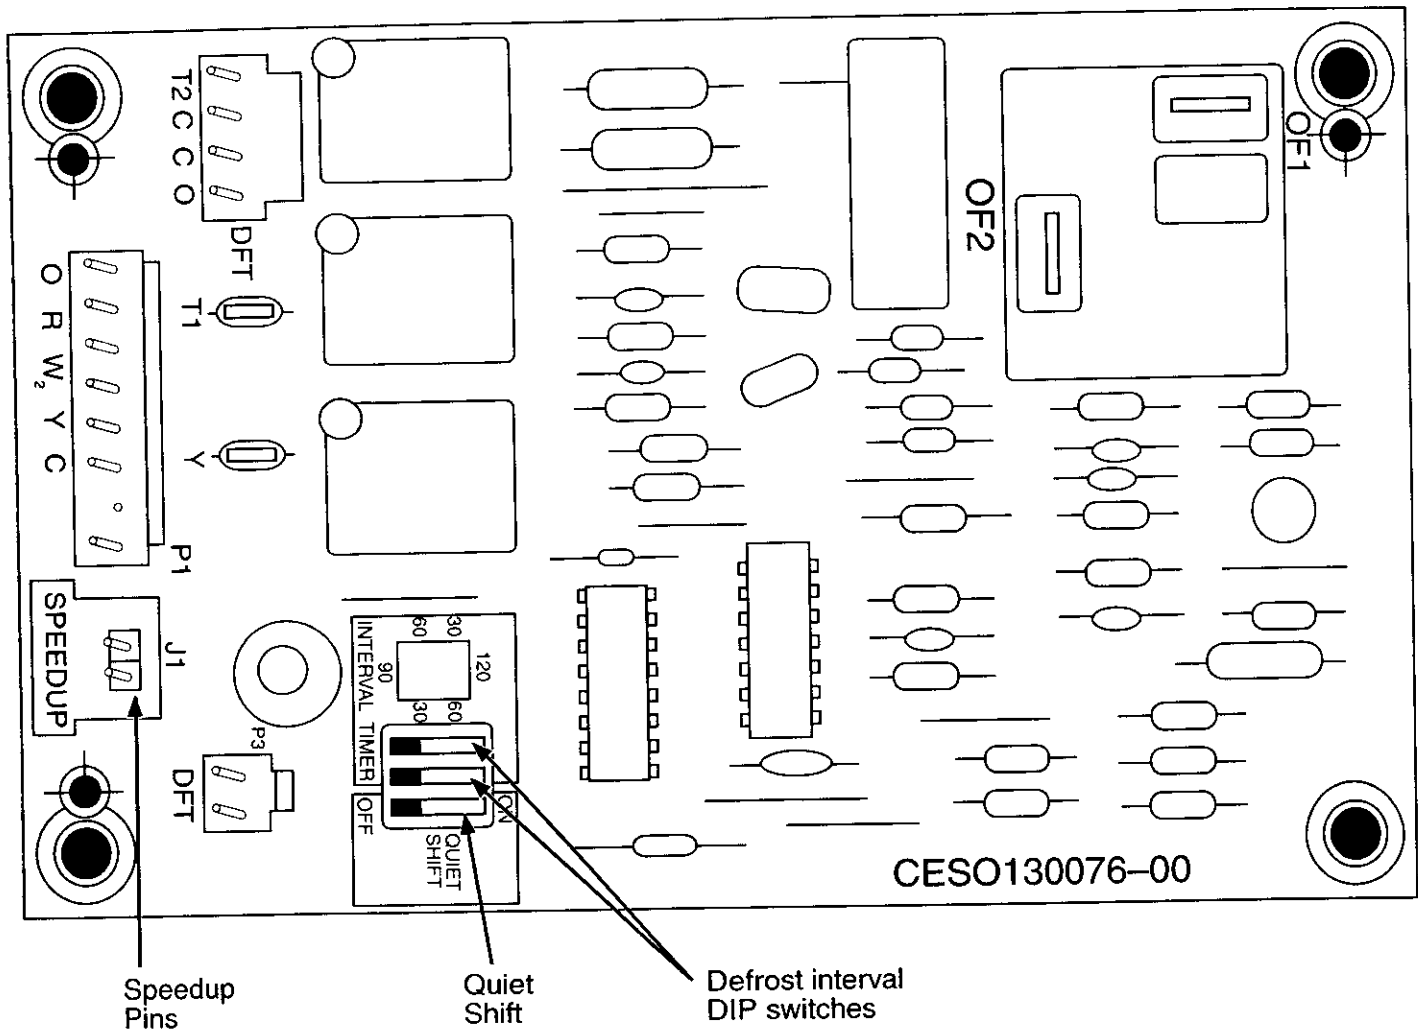 T2 C C O
DFT
OF1
OF2
O R W2 Y C
T1
Y
P1
SPEEDUP
J1
INTERVAL TIMER
60 30
90 120
30 60
P3
DFT
OFF
ON
QUIET
SHIFT
CESO130076–00
Speedup
Pins
Quiet
Shift
Defrost interval
DIP switches